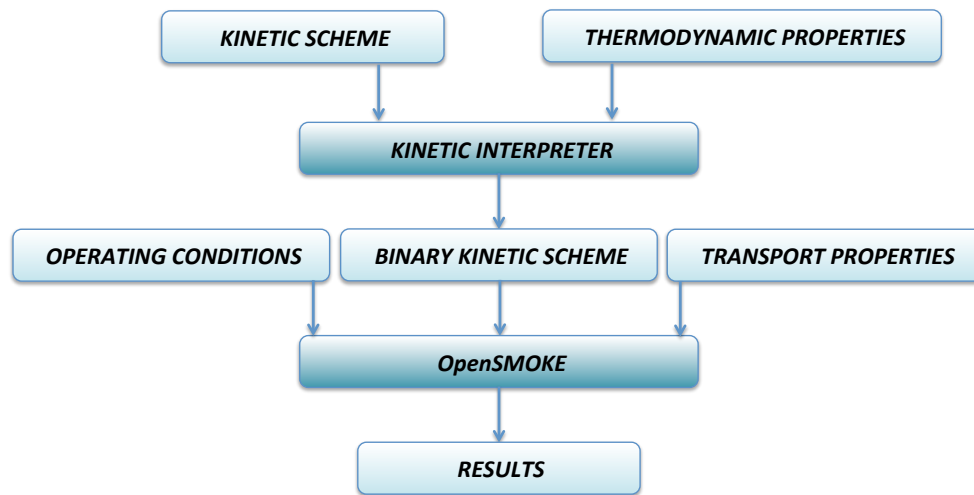 KINETIC SCHEME
THERMODYNAMIC PROPERTIES
KINETIC INTERPRETER
OPERATING CONDITIONS
BINARY KINETIC SCHEME
TRANSPORT PROPERTIES
OpenSMOKE
RESULTS